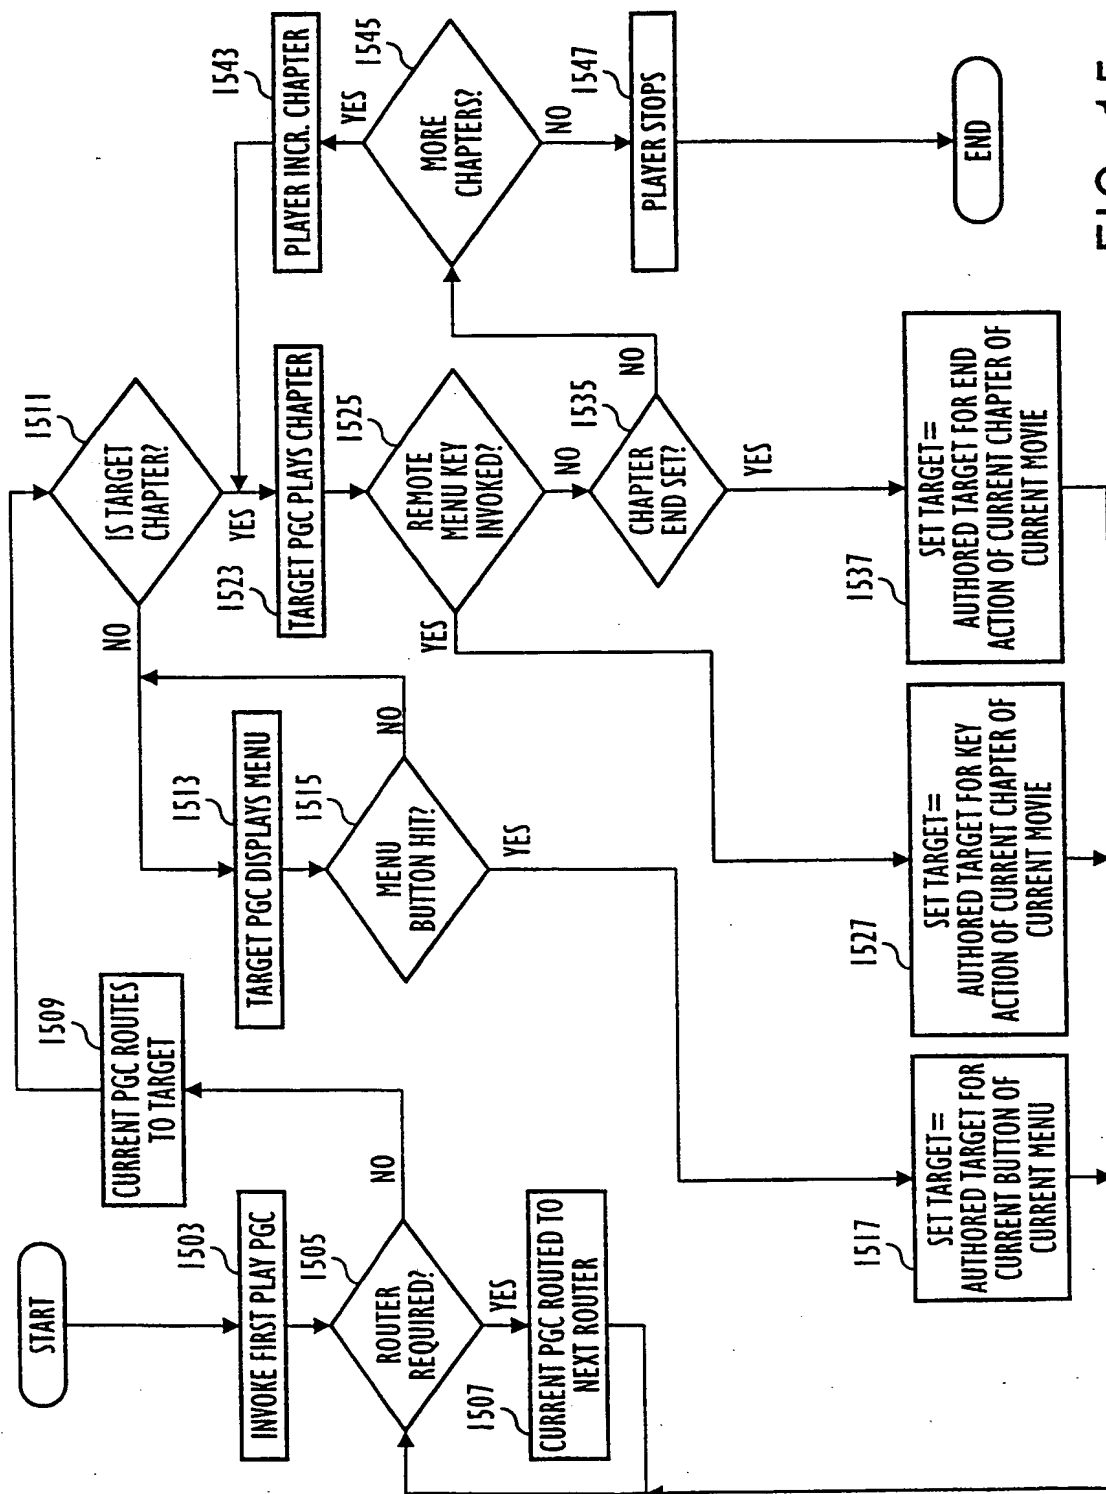 START
1503
INVOKE FIRST PLAY PGC
1505
ROUTER
REQUIRED?
YES
NO
1507
CURRENT PGC ROUTED TO
NEXT ROUTER
1509
CURRENT PGC ROUTES
TO TARGET
1511
IS TARGET
CHAPTER?
NO
YES
1513
TARGET PGC DISPLAYS MENU
1515
MENU
BUTTON HIT?
NO
YES
1517
SET TARGET=
AUTHORED TARGET FOR
CURRENT BUTTON OF
CURRENT MENU
1523
TARGET PGC PLAYS CHAPTER
1525
REMOTE
MENU KEY
INVOKED?
YES
NO
1527
SET TARGET=
AUTHORED TARGET FOR KEY
ACTION OF CURRENT CHAPTER OF
CURRENT MOVIE
1535
CHAPTER
END SET?
NO
YES
1537
SET TARGET=
AUTHORED TARGET FOR END
ACTION OF CURRENT CHAPTER OF
CURRENT MOVIE
1543
PLAYER INCR. CHAPTER
1545
MORE
CHAPTERS?
YES
NO
1547
PLAYER STOPS
END